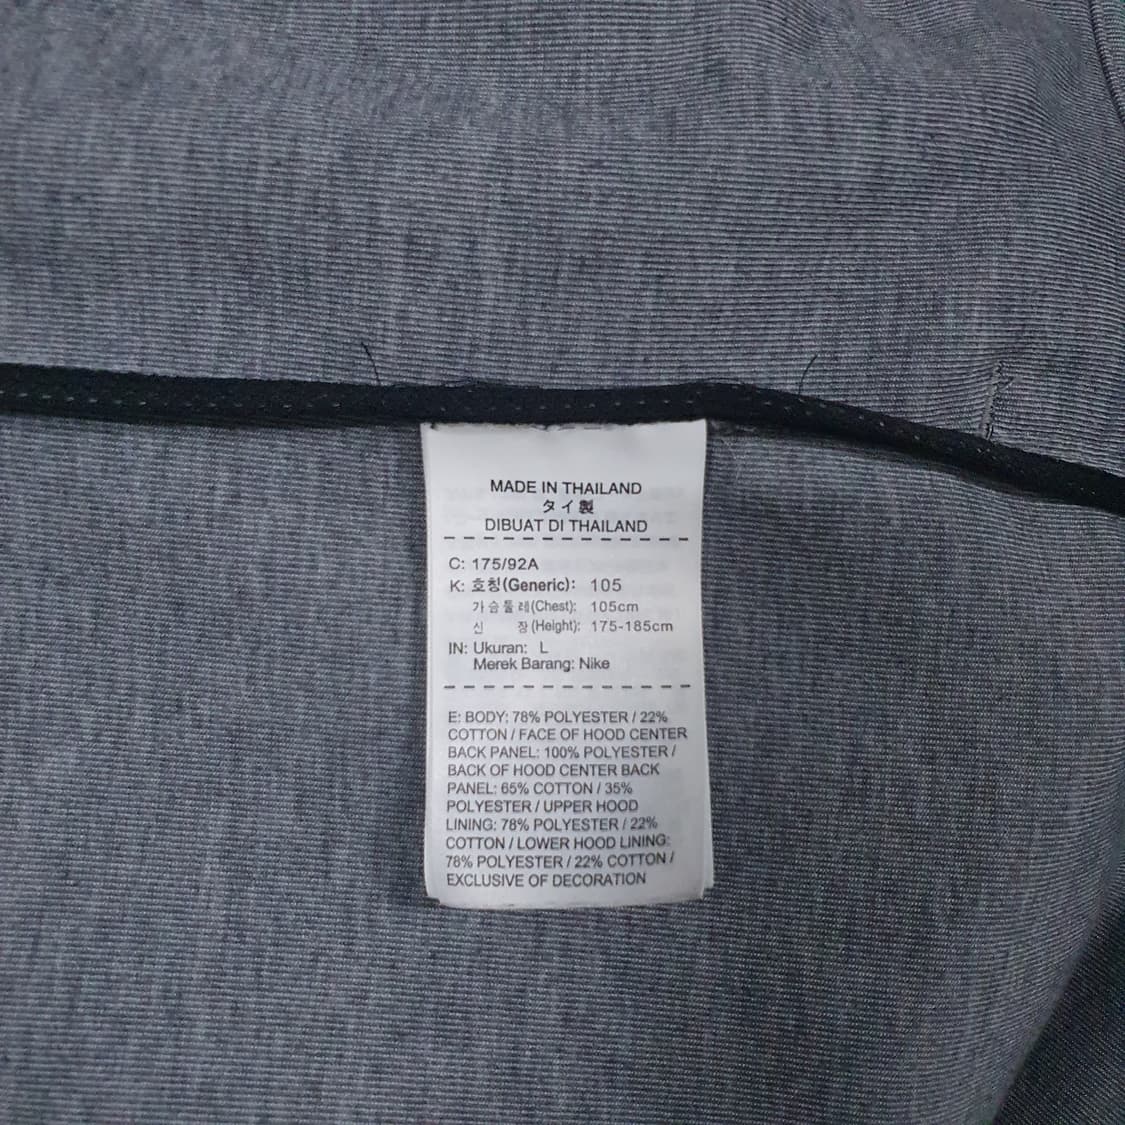 MADE IN THAILAND
タイ製
DIBUAT DI THAILAND
C: 175/92A
K: 호칭(Generic): 105
가슴둘레(Chest): 105cm
신 장(Height): 175-185cm
IN: Ukuran: L
Merek Barang: Nike
E: BODY: 78% POLYESTER / 22%
COTTON / FACE OF HOOD CENTER
BACK PANEL: 100% POLYESTER /
BACK OF HOOD CENTER BACK
PANEL: 65% COTTON / 35%
POLYESTER / UPPER HOOD
LINING: 78% POLYESTER / 22%
COTTON / LOWER HOOD LINING:
78% POLYESTER / 22% COTTON /
EXCLUSIVE OF DECORATION